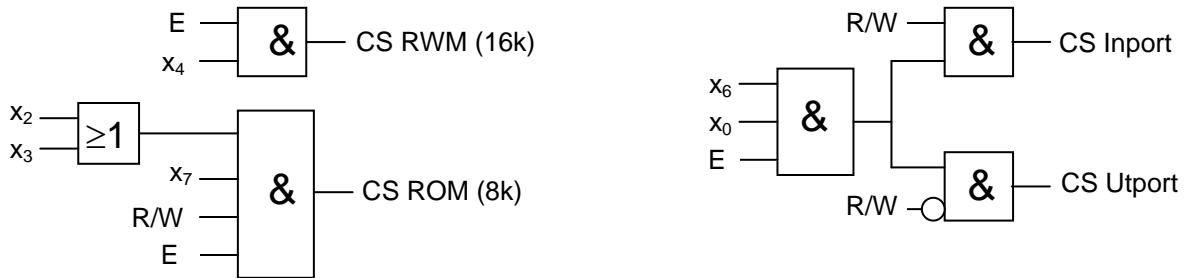 E
x₄
&
CS RWM (16k)
x₂
x₃
≥1
x₇
R/W
E
&
CS ROM (8k)
x₆
x₀
E
&
R/W
&
CS Inport
R/W
&
CS Utport